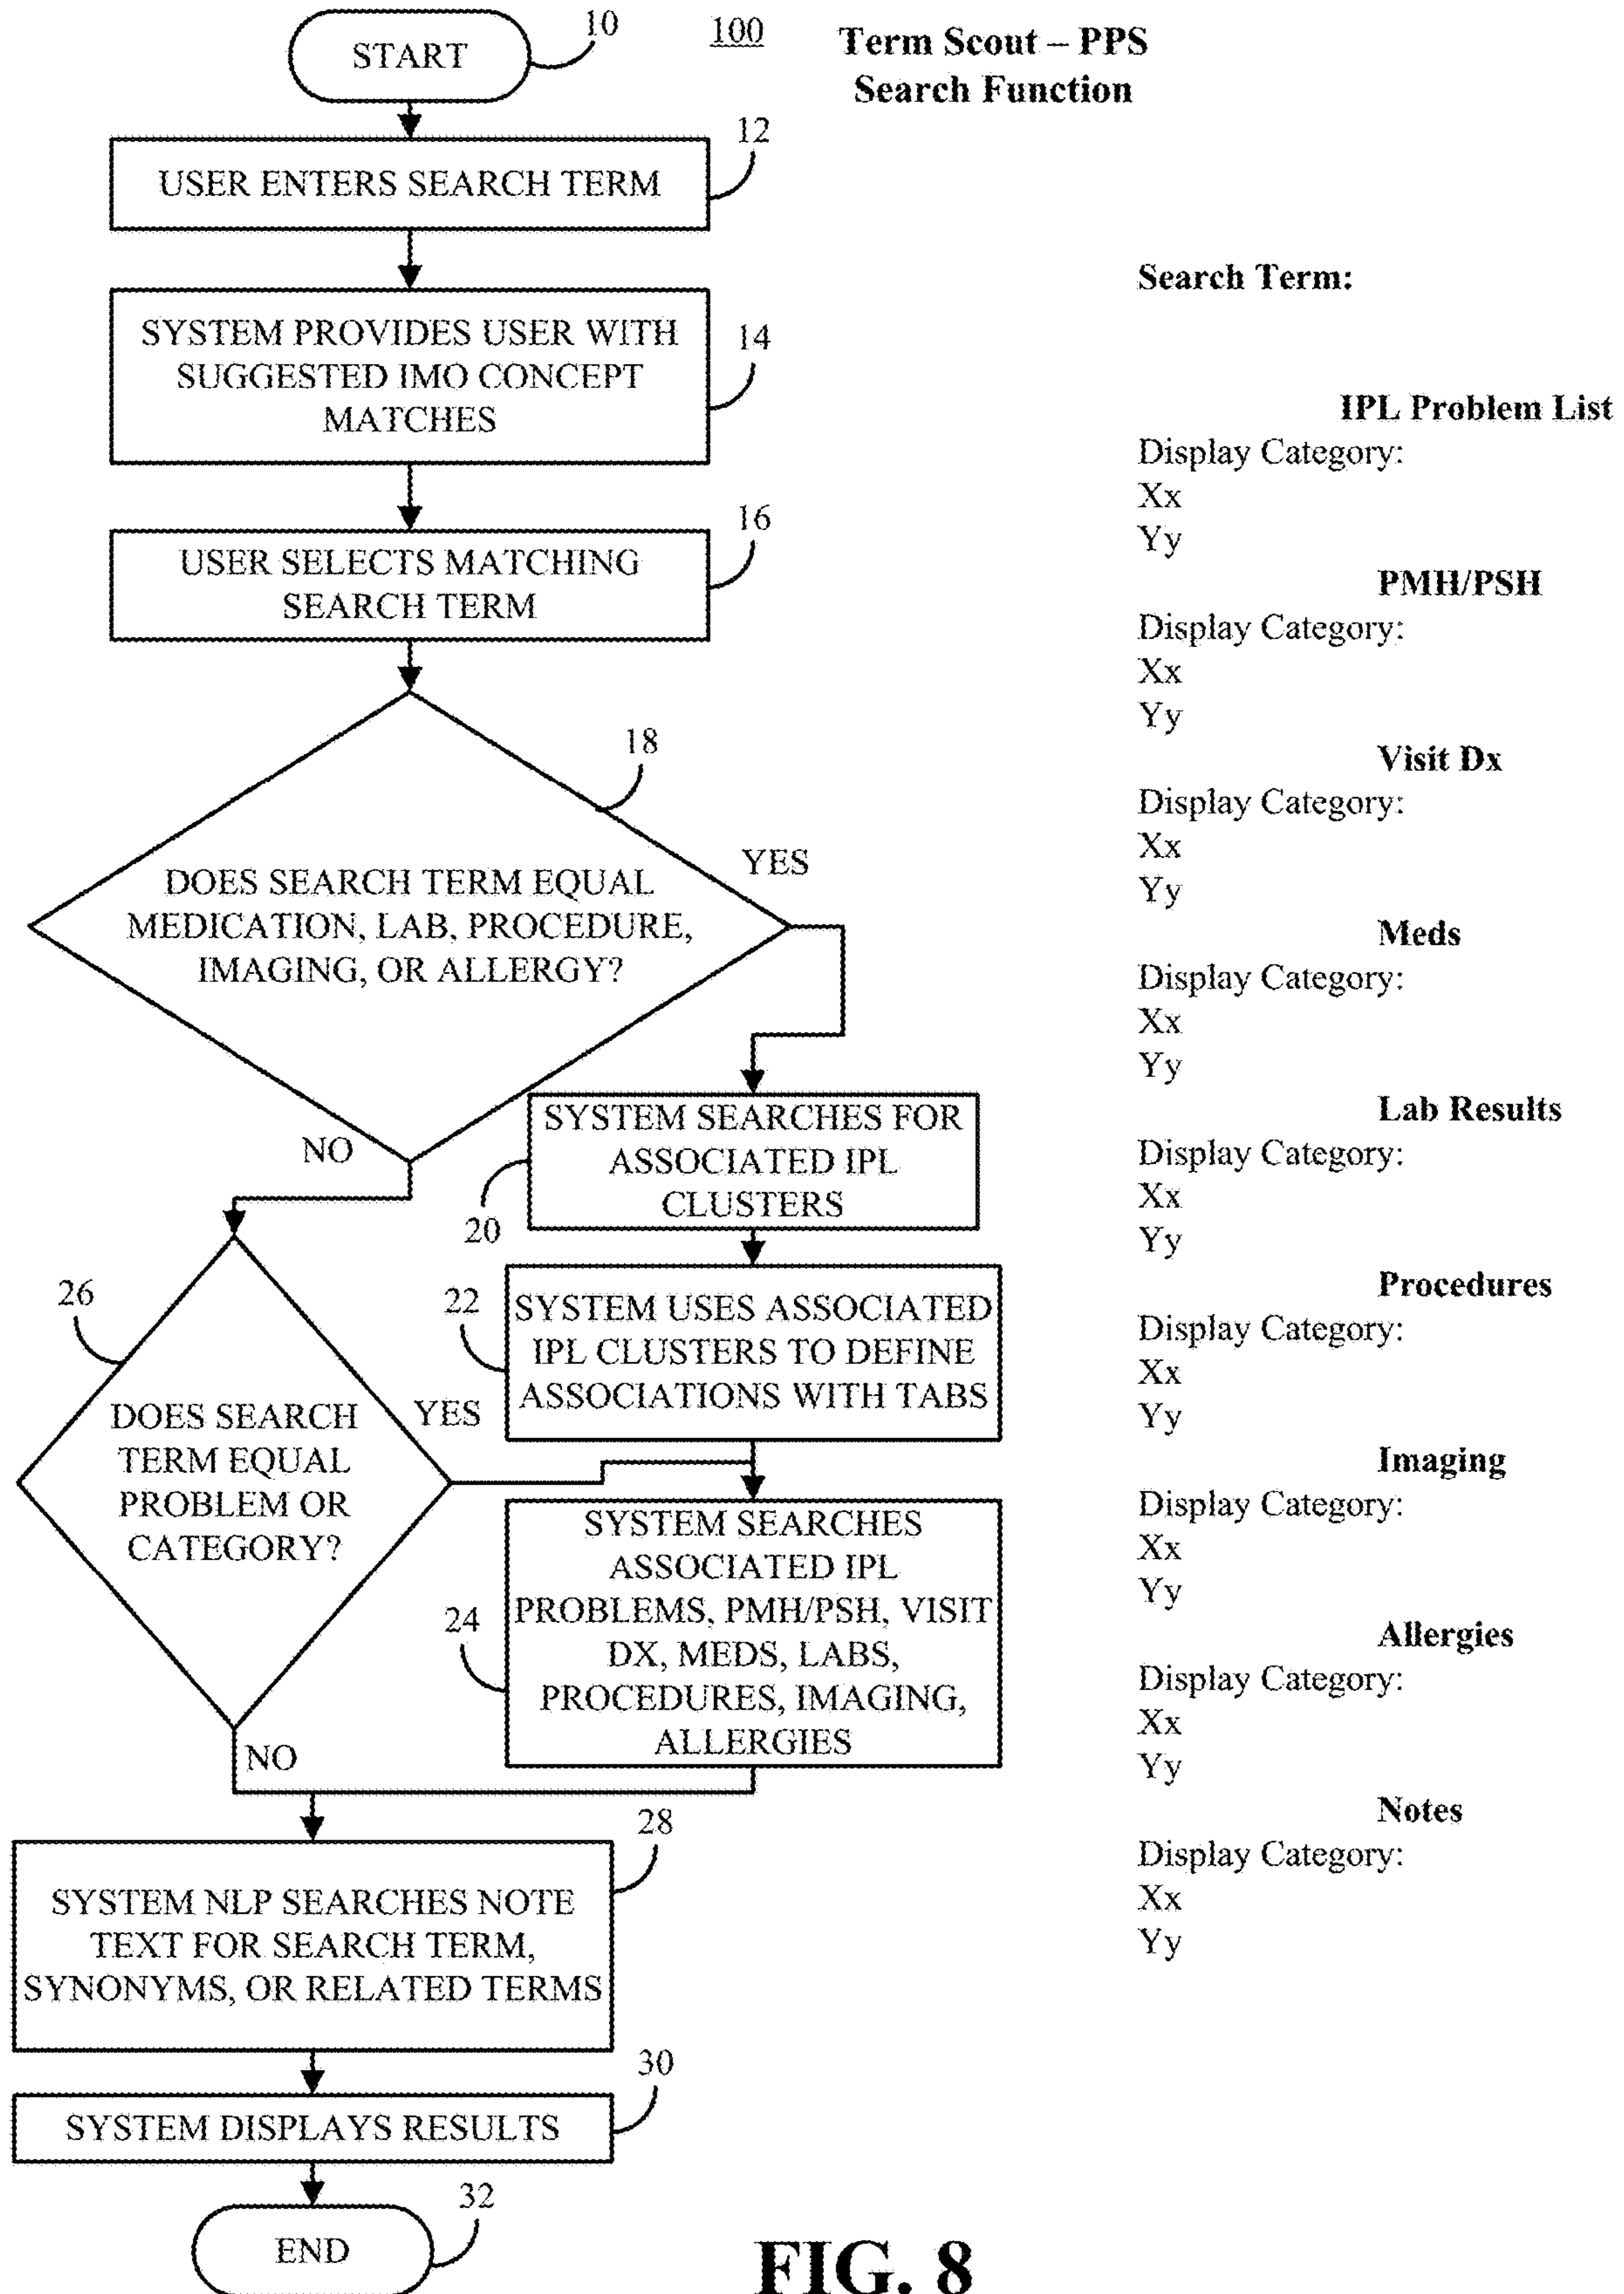 START
10
100
Term Scout – PPS
Search Function
12
USER ENTERS SEARCH TERM
14
SYSTEM PROVIDES USER WITH
SUGGESTED IMO CONCEPT
MATCHES
16
USER SELECTS MATCHING
SEARCH TERM
18
DOES SEARCH TERM EQUAL
MEDICATION, LAB, PROCEDURE,
IMAGING, OR ALLERGY?
YES
NO
SYSTEM SEARCHES FOR
ASSOCIATED IPL
CLUSTERS
20
22
SYSTEM USES ASSOCIATED
IPL CLUSTERS TO DEFINE
ASSOCIATIONS WITH TABS
26
DOES SEARCH
TERM EQUAL
PROBLEM OR
CATEGORY?
YES
NO
24
SYSTEM SEARCHES
ASSOCIATED IPL
PROBLEMS, PMH/PSH, VISIT
DX, MEDS, LABS,
PROCEDURES, IMAGING,
ALLERGIES
28
SYSTEM NLP SEARCHES NOTE
TEXT FOR SEARCH TERM,
SYNONYMS, OR RELATED TERMS
30
SYSTEM DISPLAYS RESULTS
32
END
Search Term:
IPL Problem List
Display Category:
Xx
Yy
PMH/PSH
Display Category:
Xx
Yy
Visit Dx
Display Category:
Xx
Yy
Meds
Display Category:
Xx
Yy
Lab Results
Display Category:
Xx
Yy
Procedures
Display Category:
Xx
Yy
Imaging
Display Category:
Xx
Yy
Allergies
Display Category:
Xx
Yy
Notes
Display Category:
Xx
Yy
FIG. 8